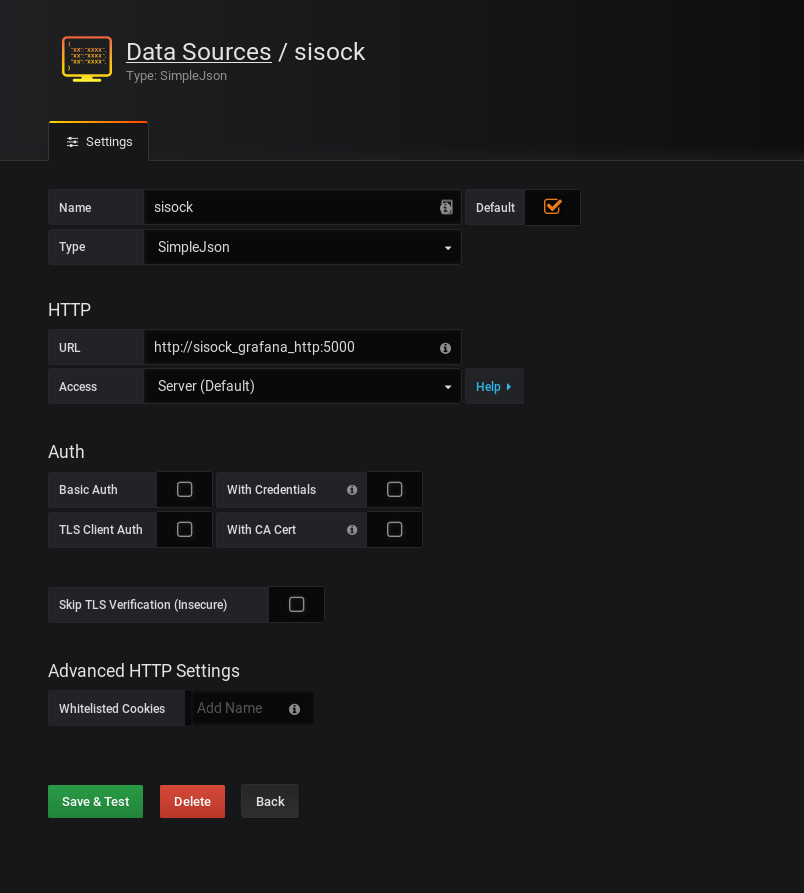 Data Sources / sisock
Type: SimpleJson
Settings
Name sisock Default
Type SimpleJson
HTTP
URL http://sisock_grafana_http:5000
Access Server (Default) Help
Auth
Basic Auth With Credentials
TLS Client Auth With CA Cert
Skip TLS Verification (Insecure)
Advanced HTTP Settings
Whitelisted Cookies Add Name
Save & Test Delete Back